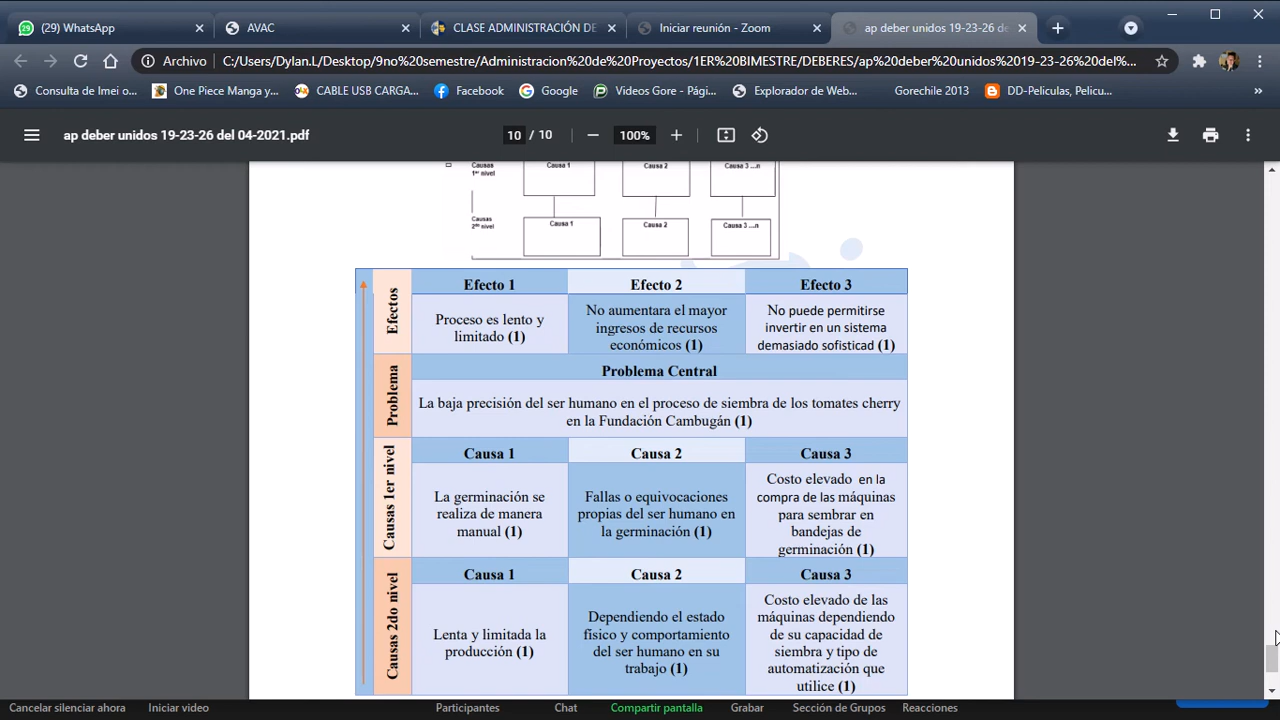 (29) WhatsApp
AVAC
CLASE ADMINISTRACIÓN DE
Iniciar reunión - Zoom
ap deber unidos 19-23-26 de
Archivo
C:/Users/Dylan.L/Desktop/9no%20semestre/Administracion%20de%20Proyectos/1ER%20BIMESTRE/DEBERES/ap%20deber%20unidos%2019-23-26%20del%...
Consulta de Imei o...
One Piece Manga y...
CABLE USB CARGA...
Facebook
Google
Videos Gore - Pági...
Explorador de Web...
Gorechile 2013
DD-Peliculas, Pelicu...
»
ap deber unidos 19-23-26 del 04-2021.pdf
10 / 10
100%
Causas
1er nivel
Causa 1
Causa 2
Causa 3 ...n
Causas
2do nivel
Causa 1
Causa 2
Causa 3 ...n
Efectos
Efecto 1
Efecto 2
Efecto 3
Proceso es lento y
limitado (1)
No aumentara el mayor
ingresos de recursos
económicos (1)
No puede permitirse
invertir en un sistema
demasiado sofisticad (1)
Problema
Problema Central
La baja precisión del ser humano en el proceso de siembra de los tomates cherry
en la Fundación Cambugán (1)
Causas 1er nivel
Causa 1
Causa 2
Causa 3
La germinación se
realiza de manera
manual (1)
Fallas o equivocaciones
propias del ser humano en
la germinación (1)
Costo elevado en la
compra de las máquinas
para sembrar en
bandejas de
germinación (1)
Causas 2do nivel
Causa 1
Causa 2
Causa 3
Lenta y limitada la
producción (1)
Dependiendo el estado
físico y comportamiento
del ser humano en su
trabajo (1)
Costo elevado de las
máquinas dependiendo
de su capacidad de
siembra y tipo de
automatización que
utilice (1)
Cancelar silenciar ahora
Iniciar video
Participantes
Chat
Compartir pantalla
Grabar
Sección de Grupos
Reacciones